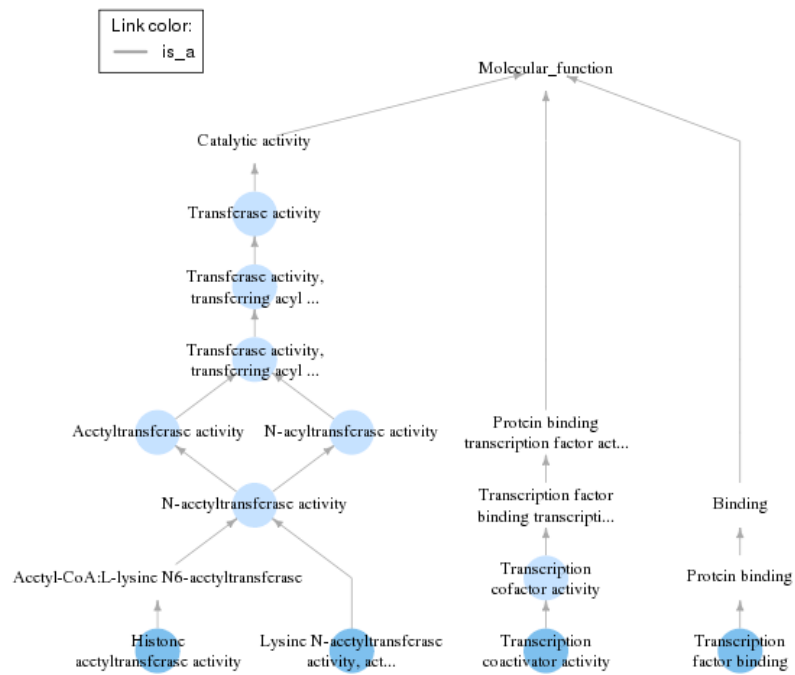 Link color:
is_a
Molecular_function
Catalytic activity
Transferase activity
Transferase activity,
transferring acyl ...
Transferase activity,
transferring acyl ...
Acetyltransferase activity
N-acyltransferase activity
Protein binding
transcription factor act...
N-acetyltransferase activity
Transcription factor
binding transcripti...
Binding
Acetyl-CoA:L-lysine N6-acetyltransferase
Transcription
cofactor activity
Protein binding
Histone
acetyltransferase activity
Lysine N-acetyltransferase
activity, act...
Transcription
coactivator activity
Transcription
factor binding